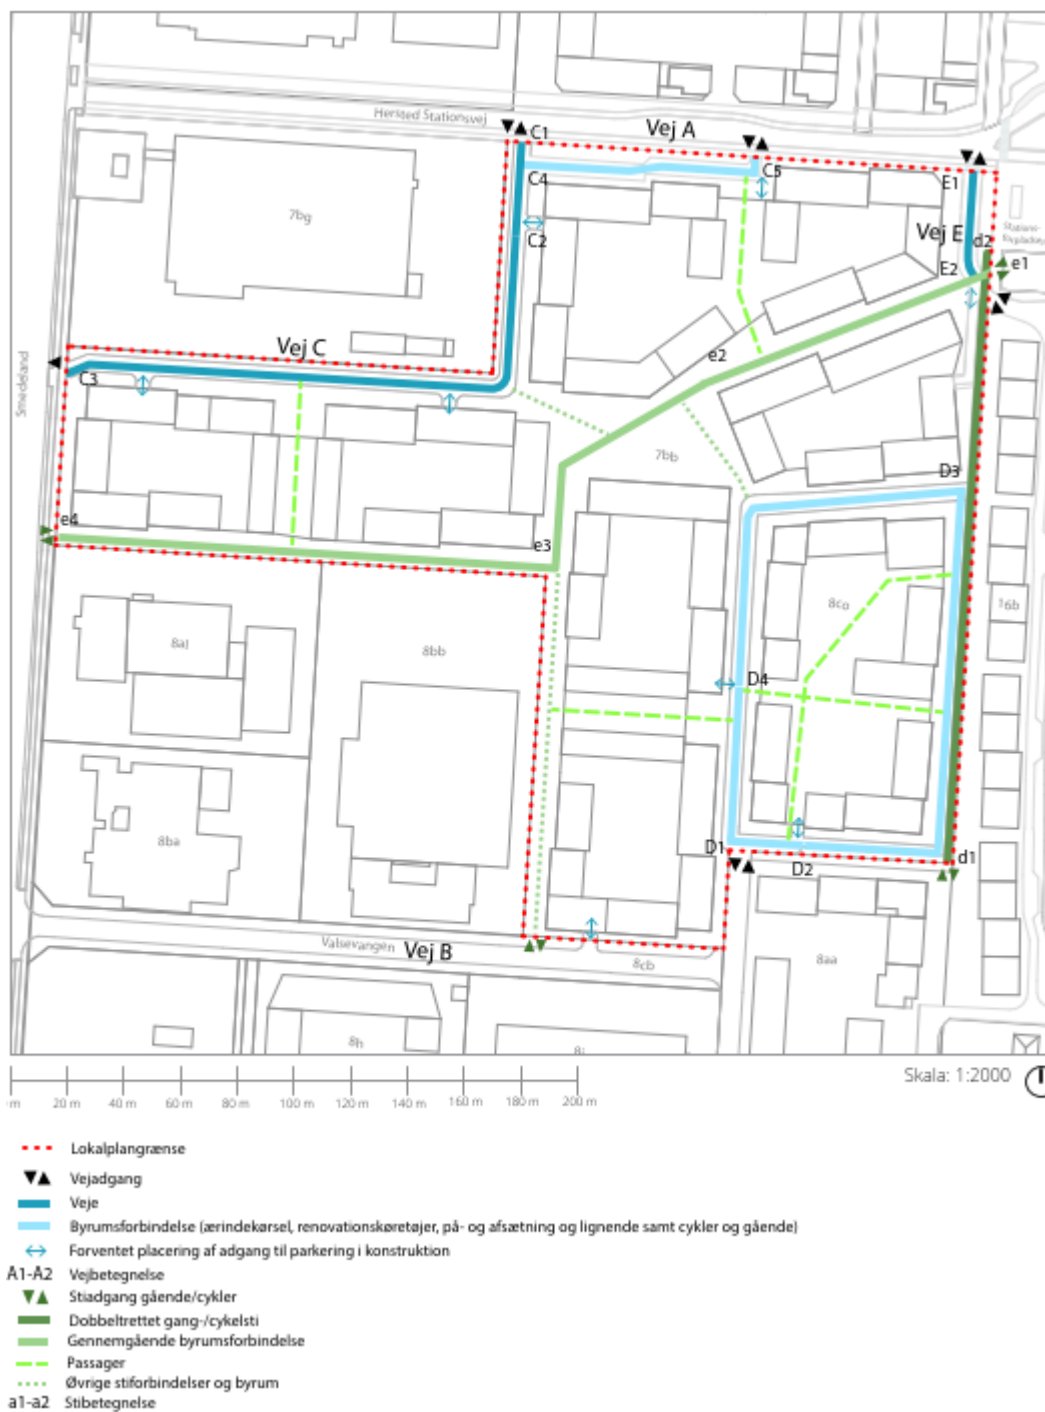 Hersted Stationsvej
Vej A
C1
C4
C5
E1
C2
7bg
Vej E
d2
e1
E2
Smedeland
Vej C
C3
e2
7bb
D3
e4
e3
8co
16b
8aj
8bb
D4
8ba
D1
D2
d1
Valsevangen
Vej B
8cb
8aa
8h
Skala: 1:2000
20 m
40 m
60 m
80 m
100 m
120 m
140 m
160 m
180 m
200 m
Lokalplangrænse
Vejadgang
Veje
Byrumsforbindelse (ærindekørsel, renovationskøretøjer, på- og afsætning og lignende samt cykler og gående)
Forventet placering af adgang til parkering i konstruktion
A1-A2 Vejbetegnelse
Stiadgang gående/cykler
Dobbeltrettet gang-/cykelsti
Gennemgående byrumsforbindelse
Passager
Øvrige stiforbindelser og byrum
a1-a2 Stibetegnelse